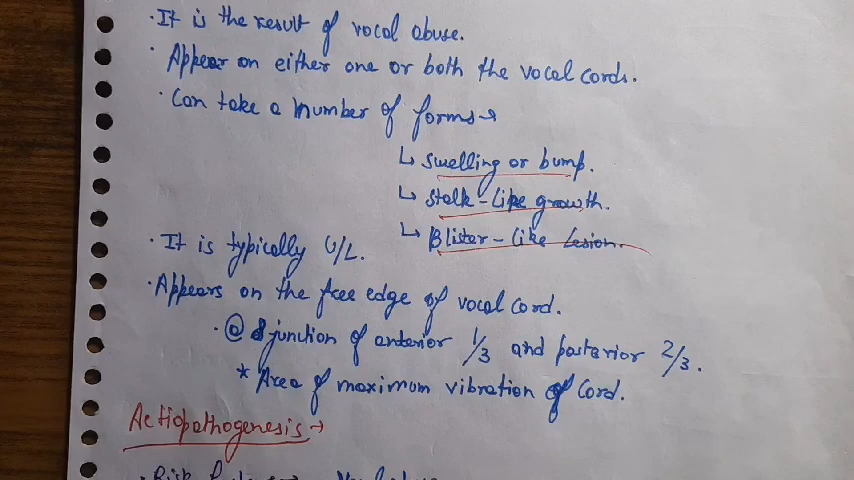 · It is the result of vocal abuse.
· Appear on either one or both the vocal cords.
· Can take a number of forms →
↳ swelling or bump.
↳ stalk-like growth.
↳ Blister-like lesion.
· It is typically U/L.
· Appears on the free edge of vocal cord.
· @ junction of anterior 1/3 and posterior 2/3.
* Area of maximum vibration of cord.
Aetiopathogenesis →
· Risk